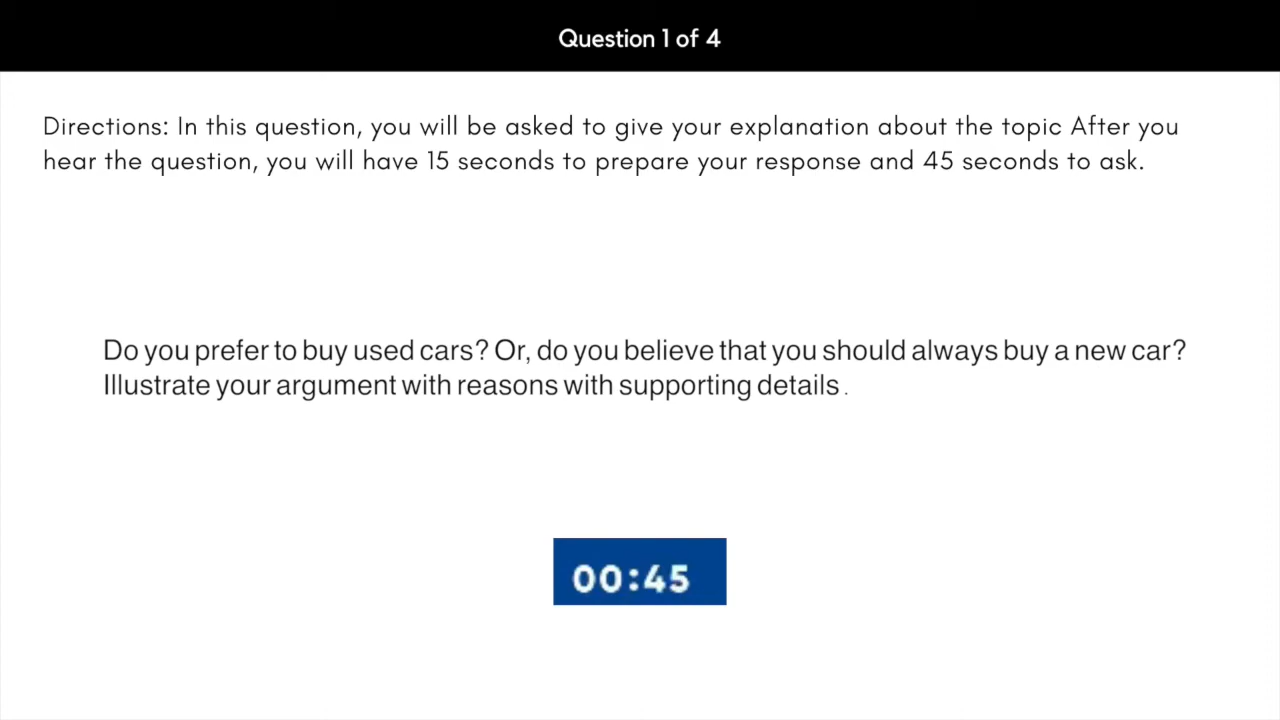 Question 1 of 4
Directions: In this question, you will be asked to give your explanation about the topic After you
hear the question, you will have 15 seconds to prepare your response and 45 seconds to ask.
Do you prefer to buy used cars? Or, do you believe that you should always buy a new car?
Illustrate your argument with reasons with supporting details .
00:45